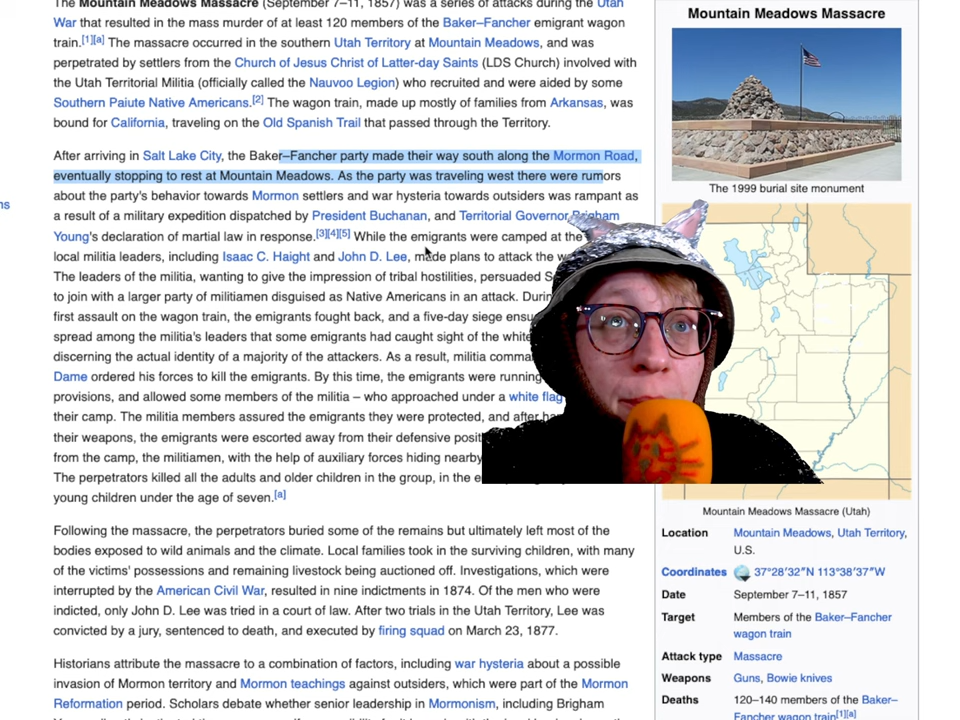 The Mountain Meadows Massacre (September 7–11, 1857) was a series of attacks during the Utah
War that resulted in the mass murder of at least 120 members of the Baker–Fancher emigrant wagon
train.[1][a] The massacre occurred in the southern Utah Territory at Mountain Meadows, and was
perpetrated by settlers from the Church of Jesus Christ of Latter-day Saints (LDS Church) involved with
the Utah Territorial Militia (officially called the Nauvoo Legion) who recruited and were aided by some
Southern Paiute Native Americans.[2] The wagon train, made up mostly of families from Arkansas, was
bound for California, traveling on the Old Spanish Trail that passed through the Territory.
After arriving in Salt Lake City, the Baker–Fancher party made their way south along the Mormon Road,
eventually stopping to rest at Mountain Meadows. As the party was traveling west there were rumors
about the party's behavior towards Mormon settlers and war hysteria towards outsiders was rampant as
a result of a military expedition dispatched by President Buchanan, and Territorial Governor Brigham
Young's declaration of martial law in response.[3][4][5] While the emigrants were camped at the
local militia leaders, including Isaac C. Haight and John D. Lee, made plans to attack the
The leaders of the militia, wanting to give the impression of tribal hostilities, persuaded
to join with a larger party of militiamen disguised as Native Americans in an attack.
first assault on the wagon train, the emigrants fought back, and a five-day siege
spread among the militia's leaders that some emigrants had caught sight of the
discerning the actual identity of a majority of the attackers. As a result, militia
Dame ordered his forces to kill the emigrants. By this time, the emigrants were running
provisions, and allowed some members of the militia – who approached under a white flag
their camp. The militia members assured the emigrants they were protected, and after
their weapons, the emigrants were escorted away from their defensive
from the camp, the militiamen, with the help of auxiliary forces hiding nearby
The perpetrators killed all the adults and older children in the group, in the
young children under the age of seven.[a]
Following the massacre, the perpetrators buried some of the remains but ultimately left most of the
bodies exposed to wild animals and the climate. Local families took in the surviving children, with many
of the victims' possessions and remaining livestock being auctioned off. Investigations, which were
interrupted by the American Civil War, resulted in nine indictments in 1874. Of the men who were
indicted, only John D. Lee was tried in a court of law. After two trials in the Utah Territory, Lee was
convicted by a jury, sentenced to death, and executed by firing squad on March 23, 1877.
Historians attribute the massacre to a combination of factors, including war hysteria about a possible
invasion of Mormon territory and Mormon teachings against outsiders, which were part of the Mormon
Reformation period. Scholars debate whether senior leadership in Mormonism, including Brigham
Mountain Meadows Massacre
The 1999 burial site monument
Mountain Meadows Massacre (Utah)
Location Mountain Meadows, Utah Territory,
U.S.
Coordinates 37°28′32″N 113°38′37″W
Date September 7–11, 1857
Target Members of the Baker–Fancher
wagon train
Attack type Massacre
Weapons Guns, Bowie knives
Deaths 120–140 members of the Baker–
Fancher wagon train[1][a]